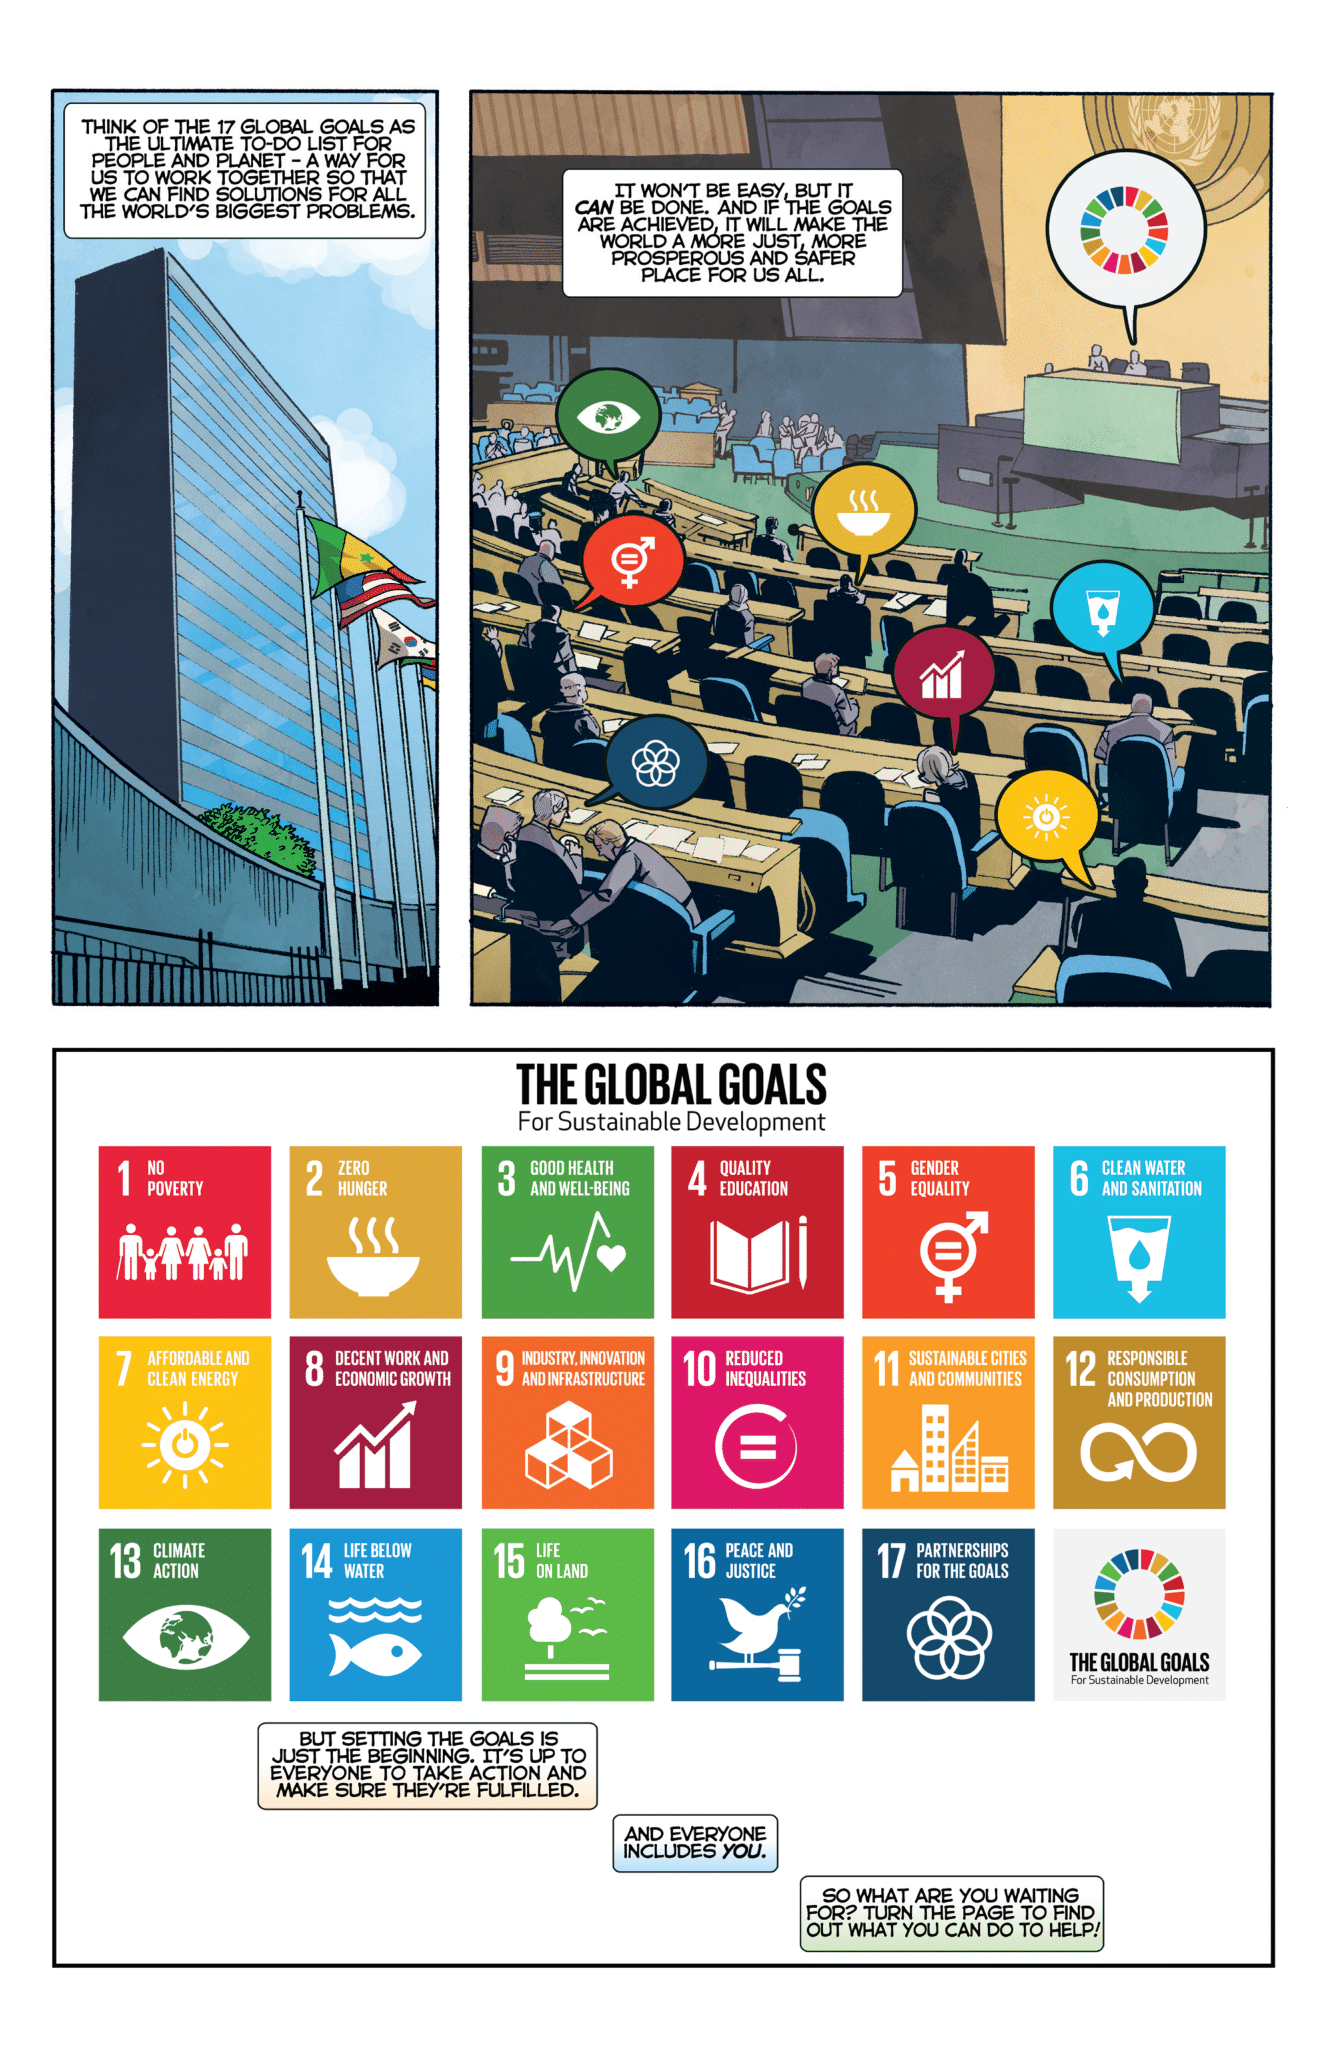 THINK OF THE 17 GLOBAL GOALS AS
THE ULTIMATE TO-DO LIST FOR
PEOPLE AND PLANET – A WAY FOR
US TO WORK TOGETHER SO THAT
WE CAN FIND SOLUTIONS FOR ALL
THE WORLD'S BIGGEST PROBLEMS.
IT WON'T BE EASY, BUT IT
CAN BE DONE. AND IF THE GOALS
ARE ACHIEVED, IT WILL MAKE THE
WORLD A MORE JUST, MORE
PROSPEROUS AND SAFER
PLACE FOR US ALL.
THE GLOBAL GOALS
For Sustainable Development
1 NO
POVERTY
2 ZERO
HUNGER
3 GOOD HEALTH
AND WELL-BEING
4 QUALITY
EDUCATION
5 GENDER
EQUALITY
6 CLEAN WATER
AND SANITATION
7 AFFORDABLE AND
CLEAN ENERGY
8 DECENT WORK AND
ECONOMIC GROWTH
9 INDUSTRY, INNOVATION
AND INFRASTRUCTURE
10 REDUCED
INEQUALITIES
11 SUSTAINABLE CITIES
AND COMMUNITIES
12 RESPONSIBLE
CONSUMPTION
AND PRODUCTION
13 CLIMATE
ACTION
14 LIFE BELOW
WATER
15 LIFE
ON LAND
16 PEACE AND
JUSTICE
17 PARTNERSHIPS
FOR THE GOALS
THE GLOBAL GOALS
For Sustainable Development
BUT SETTING THE GOALS IS
JUST THE BEGINNING. IT'S UP TO
EVERYONE TO TAKE ACTION AND
MAKE SURE THEY'RE FULFILLED.
AND EVERYONE
INCLUDES YOU.
SO WHAT ARE YOU WAITING
FOR? TURN THE PAGE TO FIND
OUT WHAT YOU CAN DO TO HELP!